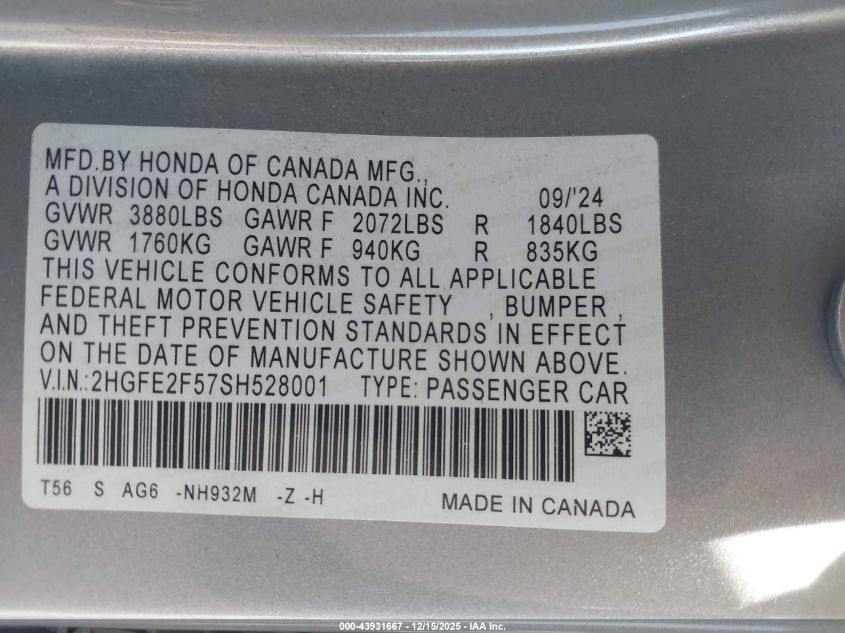 MFD.BY HONDA OF CANADA MFG.,
A DIVISION OF HONDA CANADA INC. 09/'24
GVWR 3880LBS GAWR F 2072LBS R 1840LBS
GVWR 1760KG GAWR F 940KG R 835KG
THIS VEHICLE CONFORMS TO ALL APPLICABLE
FEDERAL MOTOR VEHICLE SAFETY , BUMPER ,
AND THEFT PREVENTION STANDARDS IN EFFECT
ON THE DATE OF MANUFACTURE SHOWN ABOVE.
V.I.N.:2HGFE2F57SH528001 TYPE: PASSENGER CAR
T56 S AG6 -NH932M -Z -H MADE IN CANADA
000-43931667 - 12/15/2025 - IAA Inc.